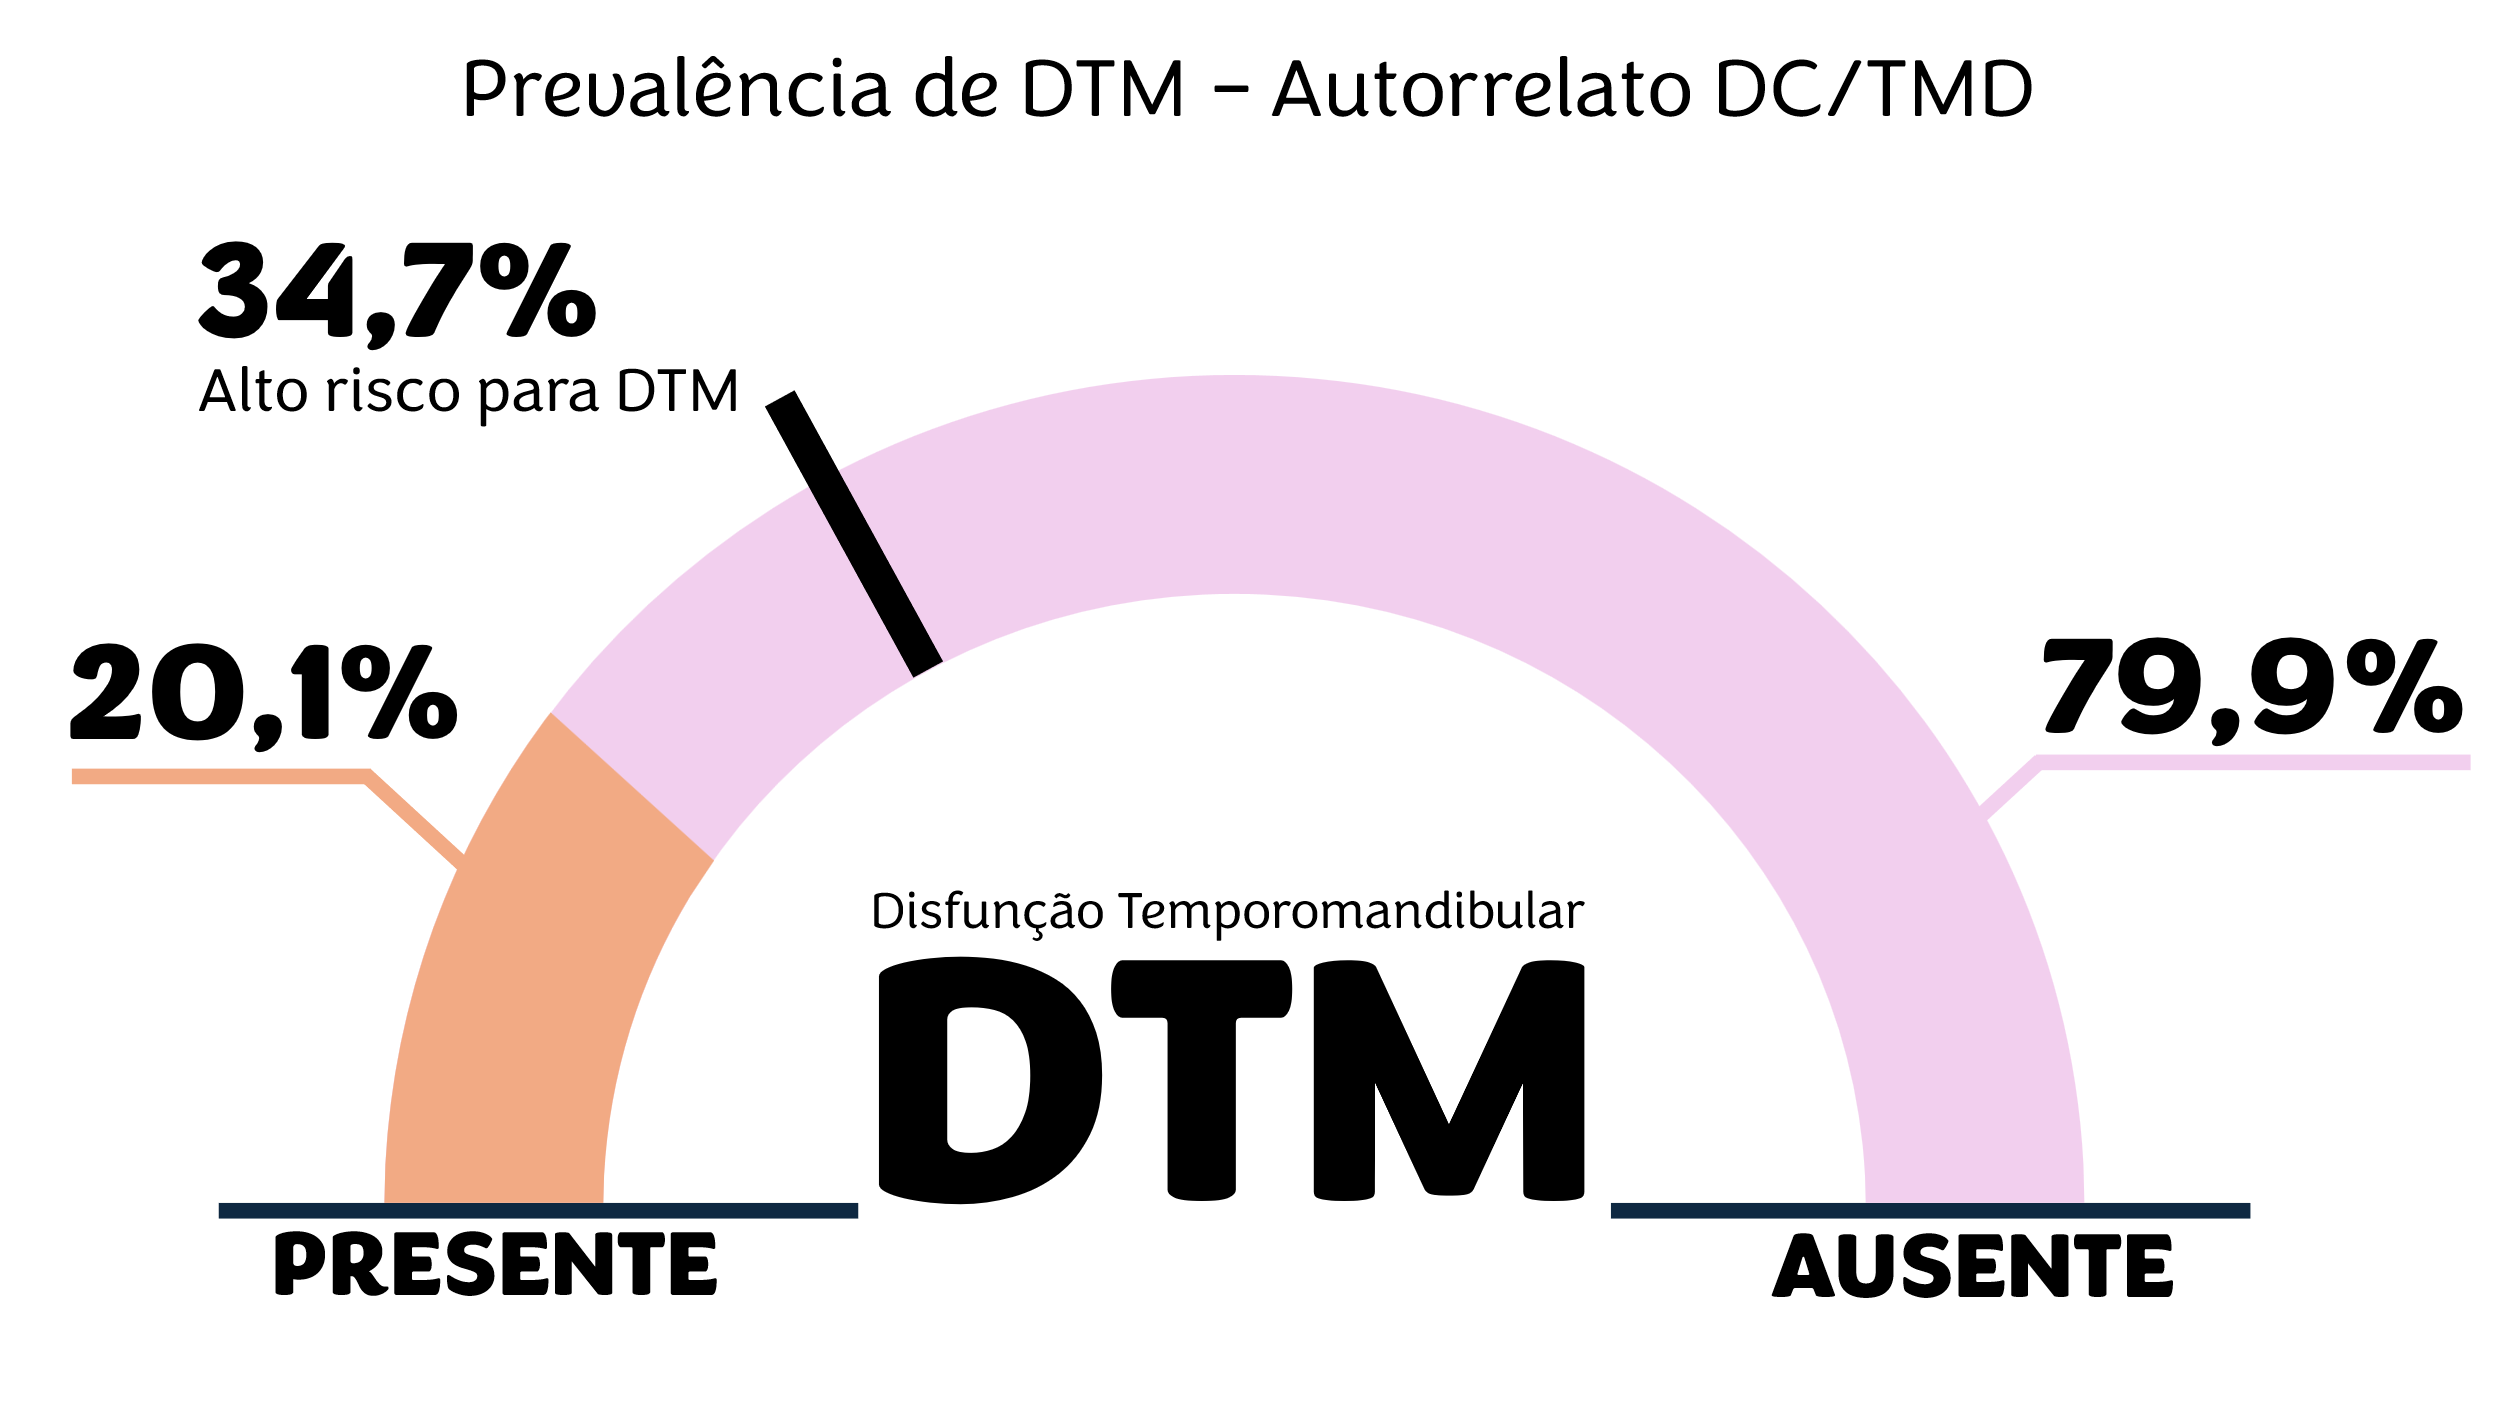 Prevalência de DTM – Autorrelato DC/TMD
34,7%
Alto risco para DTM
20,1%
79,9%
Disfunção Temporomandibular
DTM
PRESENTE
AUSENTE